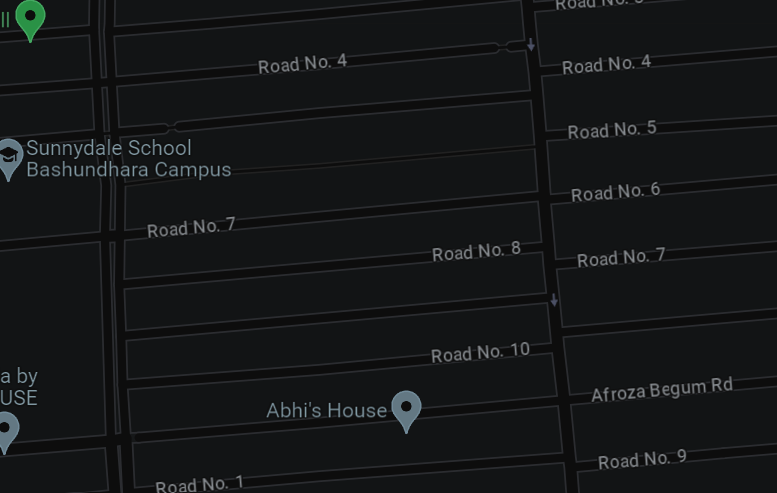 ll
Road No. 4
Road No. 4
Road No. 5
Sunnydale School
Bashundhara Campus
Road No. 6
Road No. 7
Road No. 8
Road No. 7
Road No. 10
a by
USE
Afroza Begum Rd
Abhi's House
Road No. 9
Road No. 1